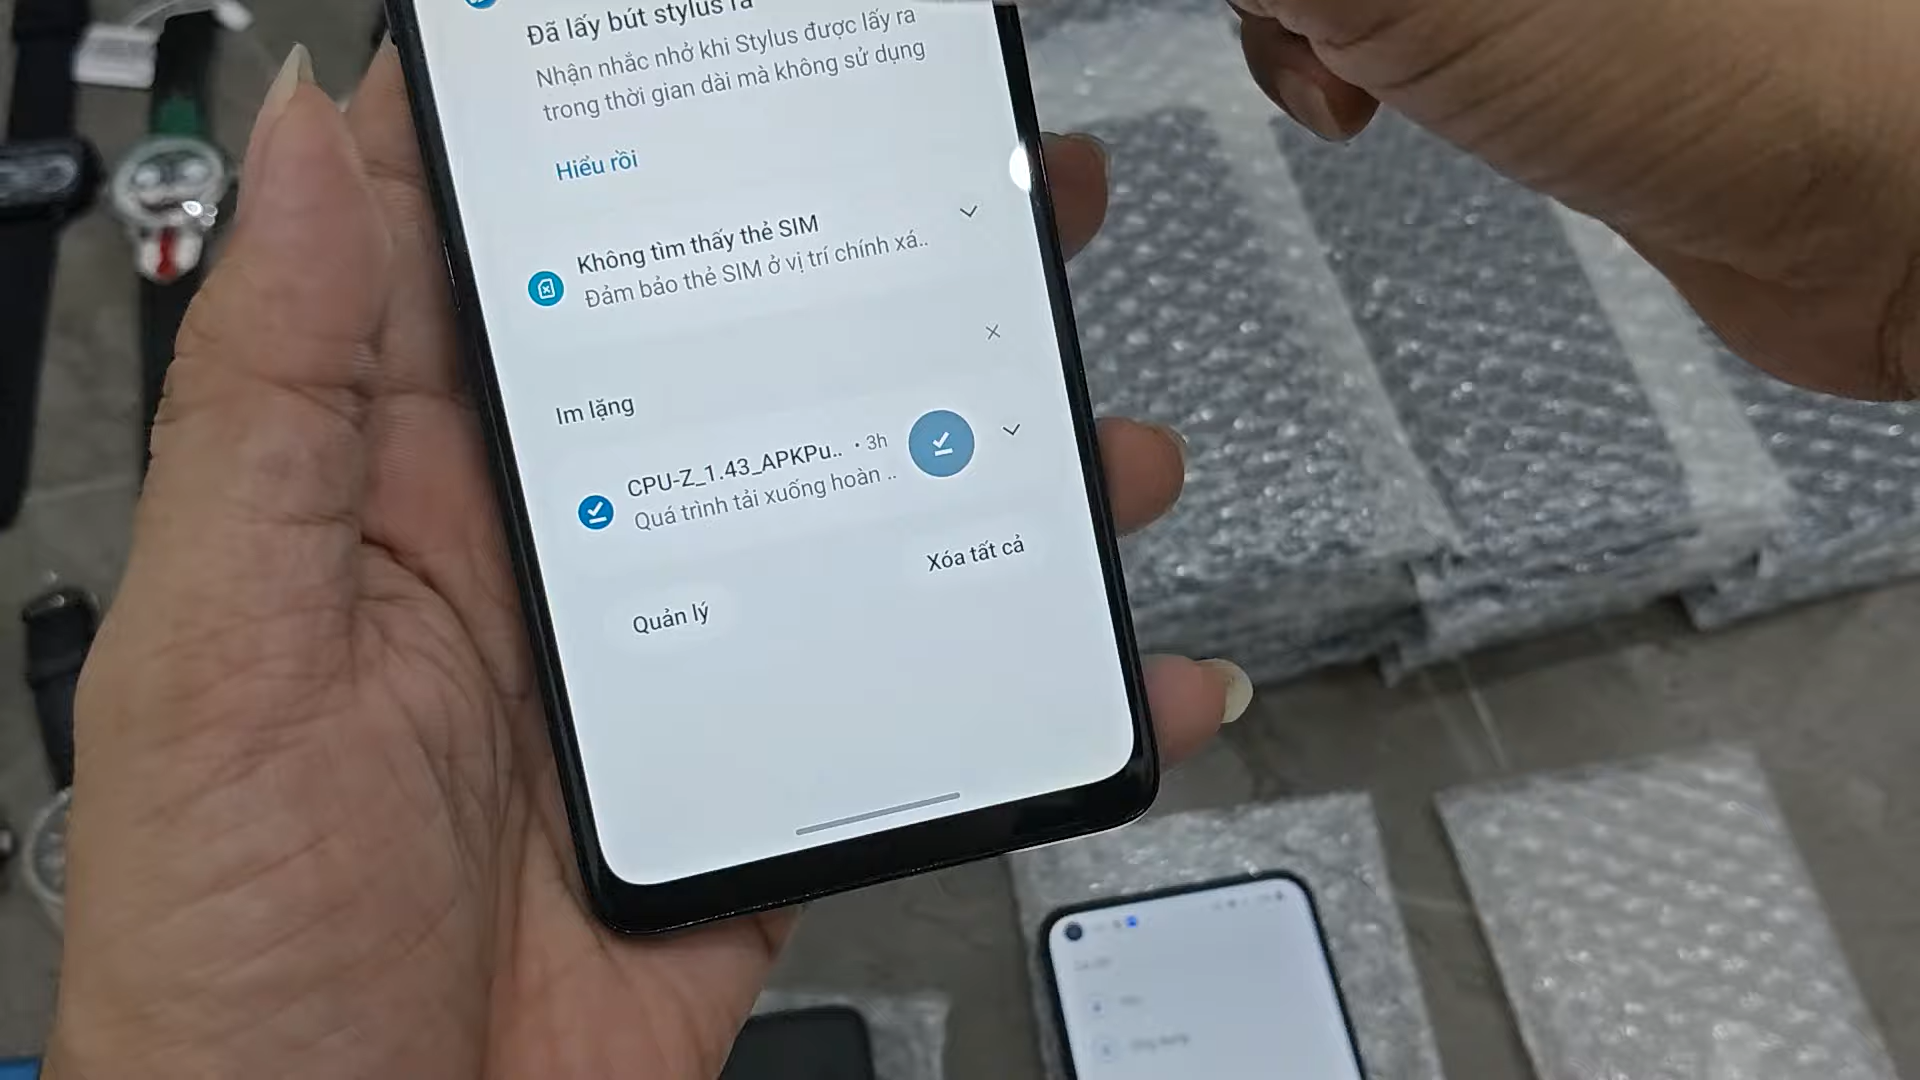 Đã lấy bút stylus ra
Nhận nhắc nhở khi Stylus được lấy ra
trong thời gian dài mà không sử dụng
Hiểu rồi
Không tìm thấy thẻ SIM
Đảm bảo thẻ SIM ở vị trí chính xá..
Im lặng
CPU-Z_1.43_APKPu.. • 3h
Quá trình tải xuống hoàn ..
Xóa tất cả
Quản lý